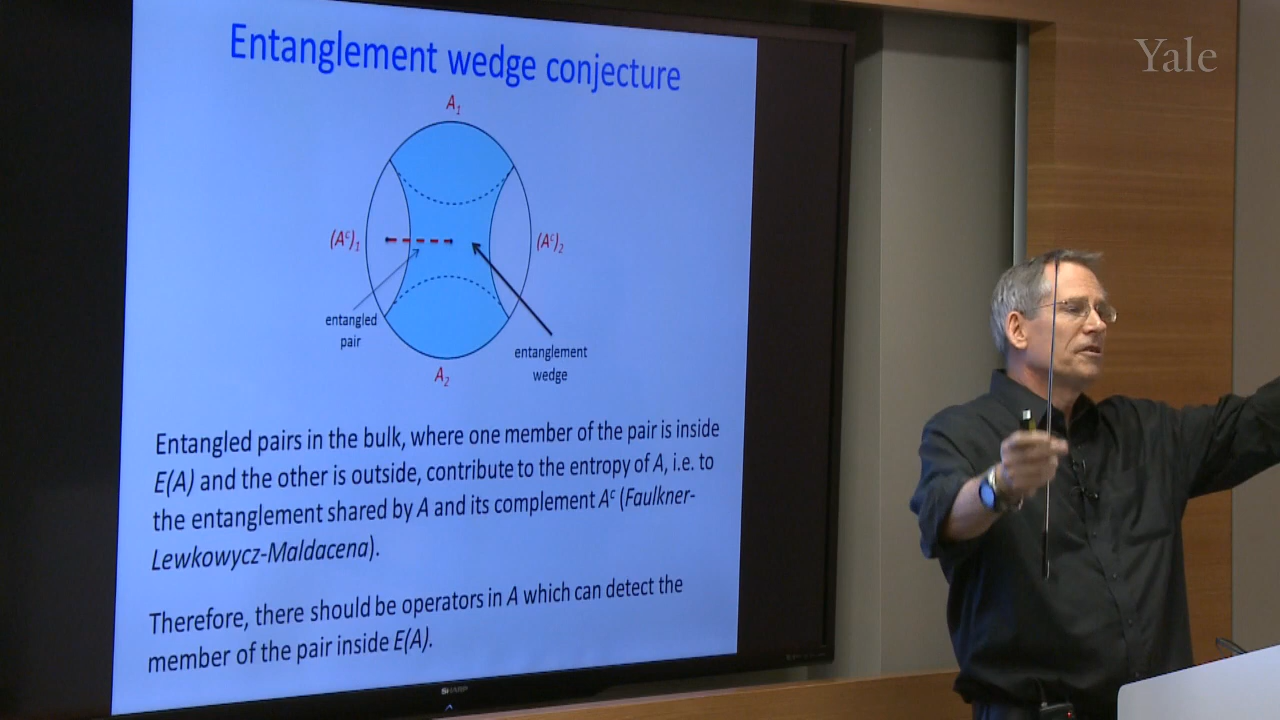 Yale
Entanglement wedge conjecture
A₁
(Aᶜ)₁
(Aᶜ)₂
entangled
pair
entanglement
wedge
A₂
Entangled pairs in the bulk, where one member of the pair is inside
E(A) and the other is outside, contribute to the entropy of A, i.e. to
the entanglement shared by A and its complement Aᶜ (Faulkner-
Lewkowycz-Maldacena).
Therefore, there should be operators in A which can detect the
member of the pair inside E(A).
SHARP